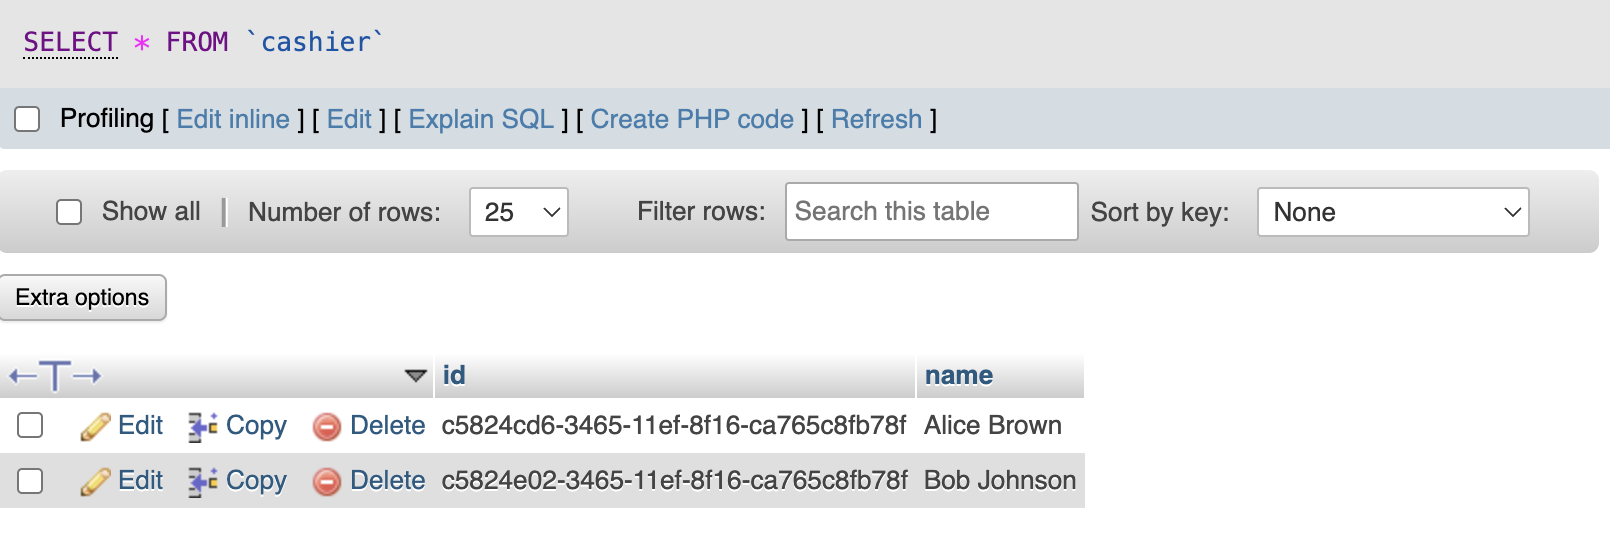 SELECT * FROM `cashier`
Profiling [ Edit inline ] [ Edit ] [ Explain SQL ] [ Create PHP code ] [ Refresh ]
Show all | Number of rows: 25 Filter rows: Search this table Sort by key: None
Extra options
id name
Edit Copy Delete c5824cd6-3465-11ef-8f16-ca765c8fb78f Alice Brown
Edit Copy Delete c5824e02-3465-11ef-8f16-ca765c8fb78f Bob Johnson